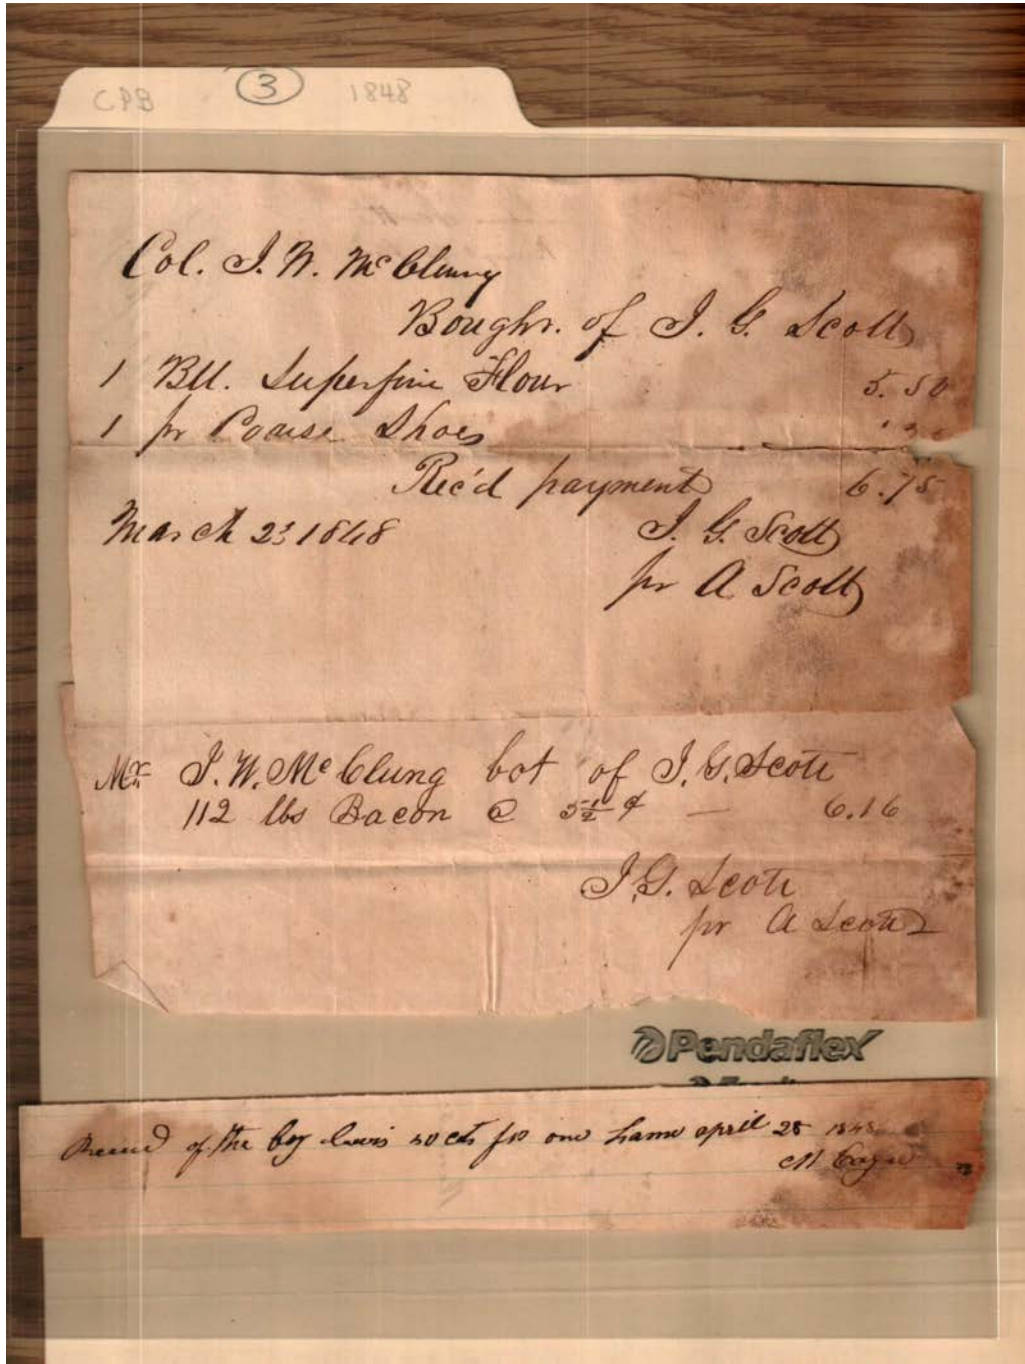 CPB 3 1848
Col. J. W. McClung
Bought. of J. G. Scott
1 Bbl. Superfine Flour 5.50
1 pr Coarse Shoes
Rec'd payment 6.75
March 23 1848 J. G. Scott
pr A Scott
Mr J. W. McClung bot of J. G. Scott
112 lbs Bacon @ 5½ ¢ — 6.16
J. G. Scott
pr A Scott
Pendaflex
of the boy Lewis 50 cts for one hame april 28 1848